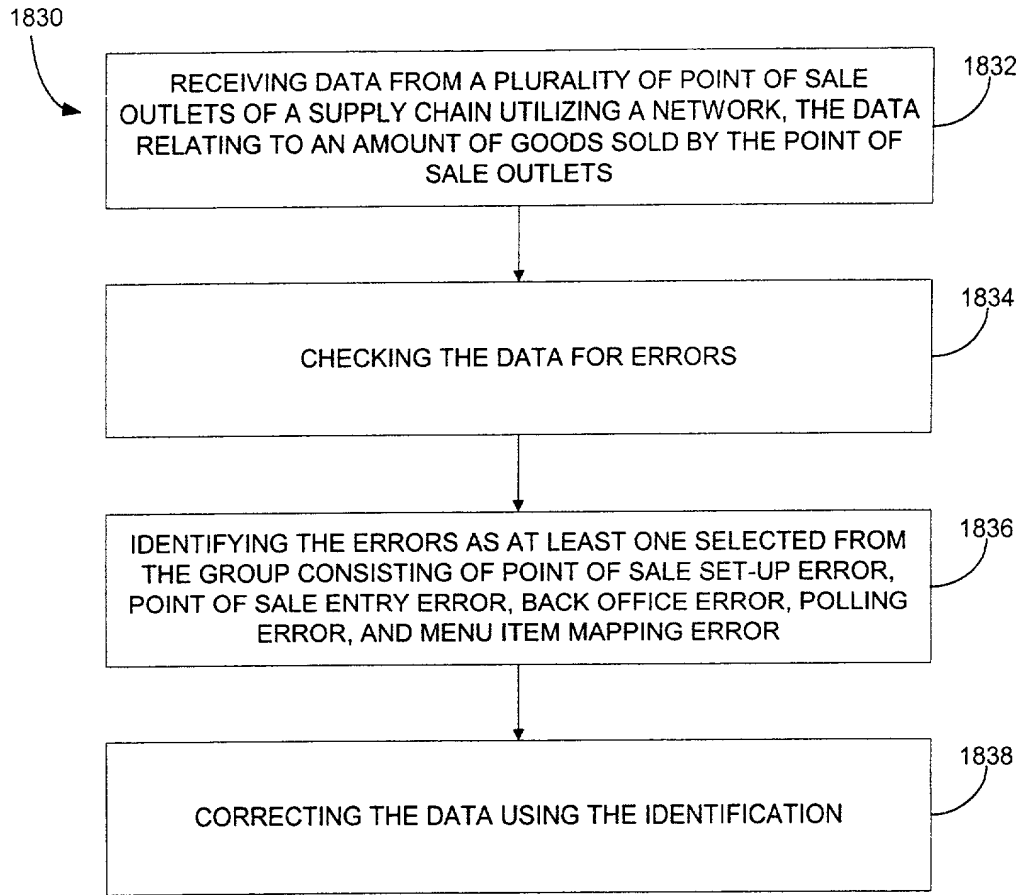 1830
RECEIVING DATA FROM A PLURALITY OF POINT OF SALE
OUTLETS OF A SUPPLY CHAIN UTILIZING A NETWORK, THE DATA
RELATING TO AN AMOUNT OF GOODS SOLD BY THE POINT OF
SALE OUTLETS
1832
CHECKING THE DATA FOR ERRORS
1834
IDENTIFYING THE ERRORS AS AT LEAST ONE SELECTED FROM
THE GROUP CONSISTING OF POINT OF SALE SET-UP ERROR,
POINT OF SALE ENTRY ERROR, BACK OFFICE ERROR, POLLING
ERROR, AND MENU ITEM MAPPING ERROR
1836
CORRECTING THE DATA USING THE IDENTIFICATION
1838